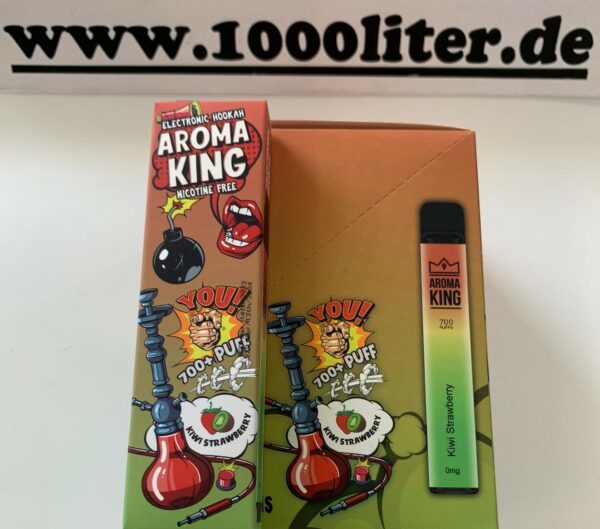 www.1000liter.de
ELECTRONIC HOOKAH
AROMA
KING
NICOTINE FREE
YOU!
700+ PUFF
KIWI STRAWBERRY
YOU!
700+ PUFF
KIWI STRAWBERRY
S
AROMA
KING
700
PUFFS
Kiwi Strawberry
0mg